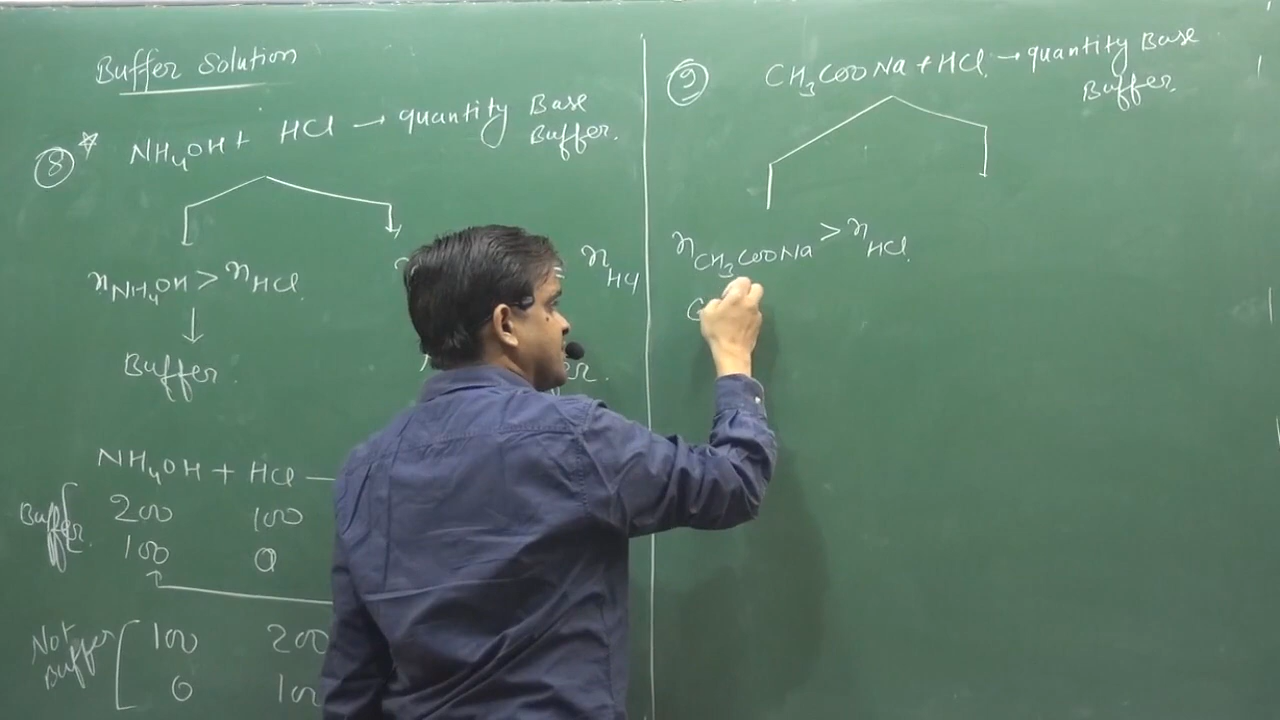 Buffer Solution
⑧ ☆ NH₄OH + HCl → quantity Base
Buffer.
nNH₄OH > nHCl
= nHCl
↓
Buffer.
NH₄OH + HCl —
Buffer
200 100
100 0
Not
Buffer
100 200
0 100
⑨ CH₃COONa + HCl. → quantity Base
Buffer.
nCH₃COONa > nHCl.